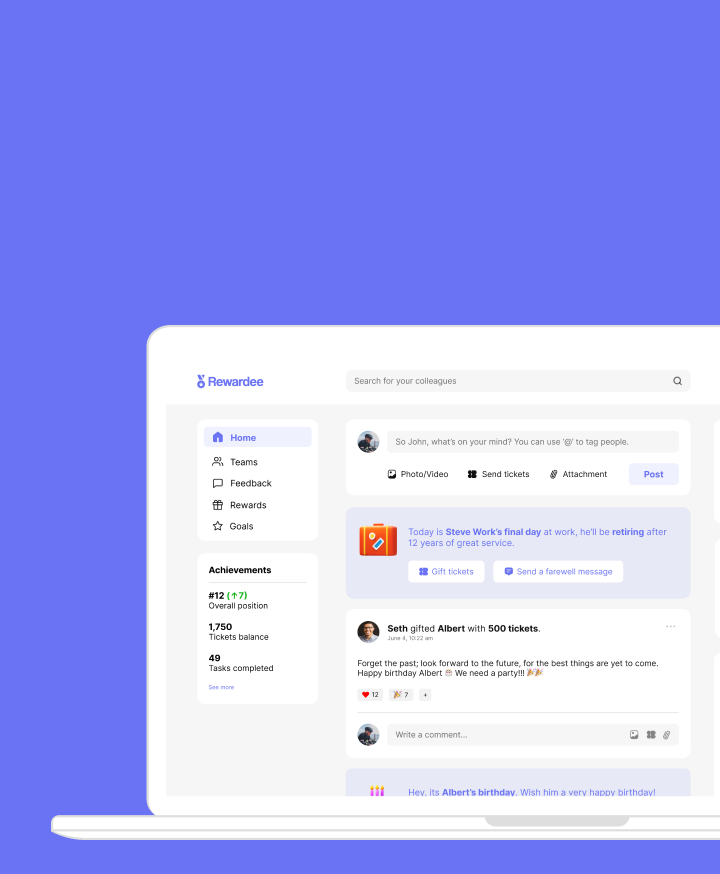 Rewardee
Search for your colleagues
Home
Teams
Feedback
Rewards
Goals
Achievements
#12 (↑7)
Overall position
1,750
Tickets balance
49
Tasks completed
See more
So John, what's on your mind? You can use '@' to tag people.
Photo/Video
Send tickets
Attachment
Post
Today is Steve Work's final day at work, he'll be retiring after
12 years of great service.
Gift tickets
Send a farewell message
Seth gifted Albert with 500 tickets.
June 4, 10:22 am
Forget the past; look forward to the future, for the best things are yet to come.
Happy birthday Albert 🎂 We need a party!!! 🎉🎉
❤️ 12
🎉 7
+
Write a comment...
Hey, its Albert's birthday. Wish him a very happy birthday!